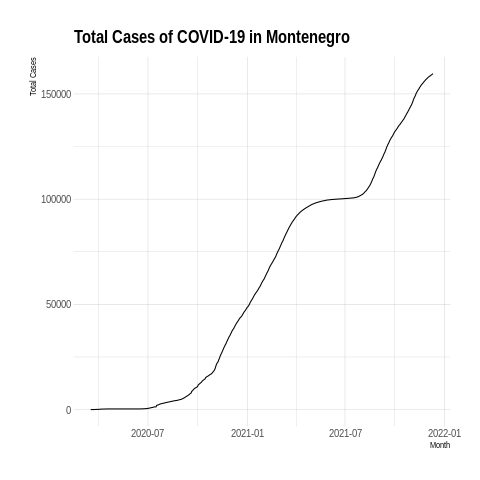 Total Cases of COVID-19 in Montenegro
Total Cases
150000
100000
50000
0
2020-07
2021-01
2021-07
2022-01
Month